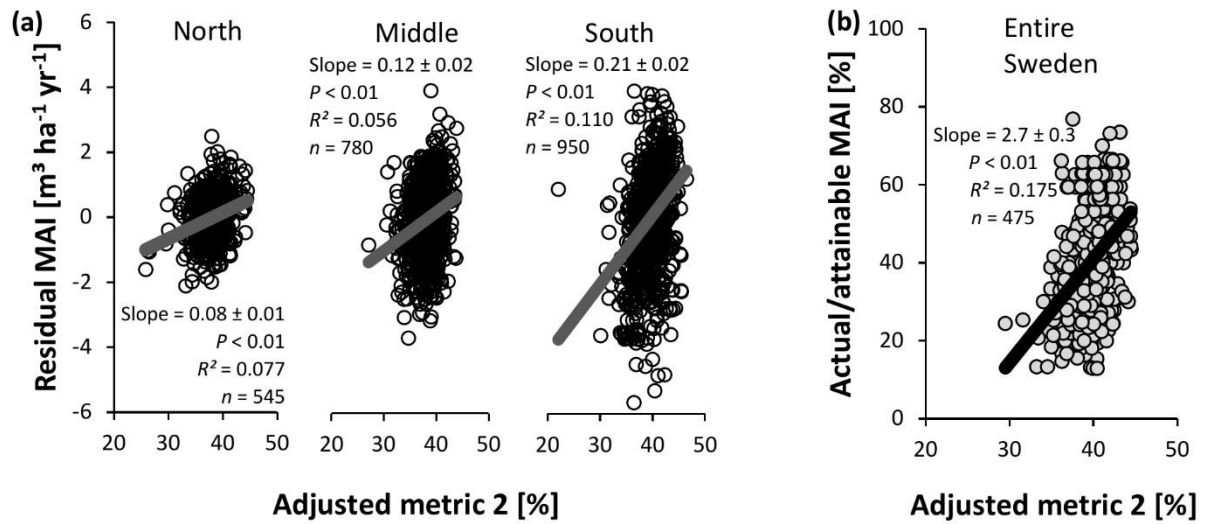 (a)
Residual MAI [m³ ha⁻¹ yr⁻¹]
6
4
2
0
-2
-4
-6
North
Slope = 0.08 ± 0.01
P < 0.01
R² = 0.077
n = 545
20 30 40 50
Middle
Slope = 0.12 ± 0.02
P < 0.01
R² = 0.056
n = 780
20 30 40 50
South
Slope = 0.21 ± 0.02
P < 0.01
R² = 0.110
n = 950
20 30 40 50
Adjusted metric 2 [%]
(b)
Actual/attainable MAI [%]
100
80
60
40
20
0
Entire
Sweden
Slope = 2.7 ± 0.3
P < 0.01
R² = 0.175
n = 475
20 30 40 50
Adjusted metric 2 [%]